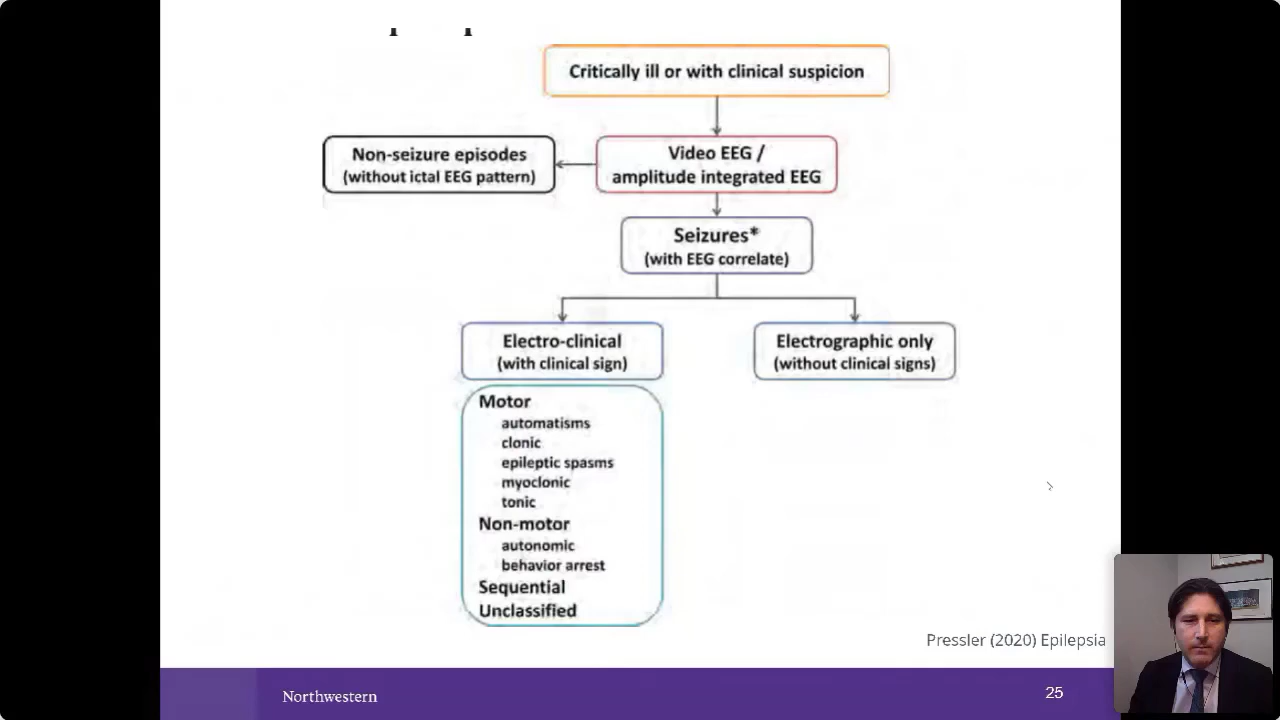 Critically ill or with clinical suspicion
Non-seizure episodes
(without ictal EEG pattern)
Video EEG /
amplitude integrated EEG
Seizures*
(with EEG correlate)
Electro-clinical
(with clinical sign)
Electrographic only
(without clinical signs)
Motor
automatisms
clonic
epileptic spasms
myoclonic
tonic
Non-motor
autonomic
behavior arrest
Sequential
Unclassified
Pressler (2020) Epilepsia
Northwestern
25